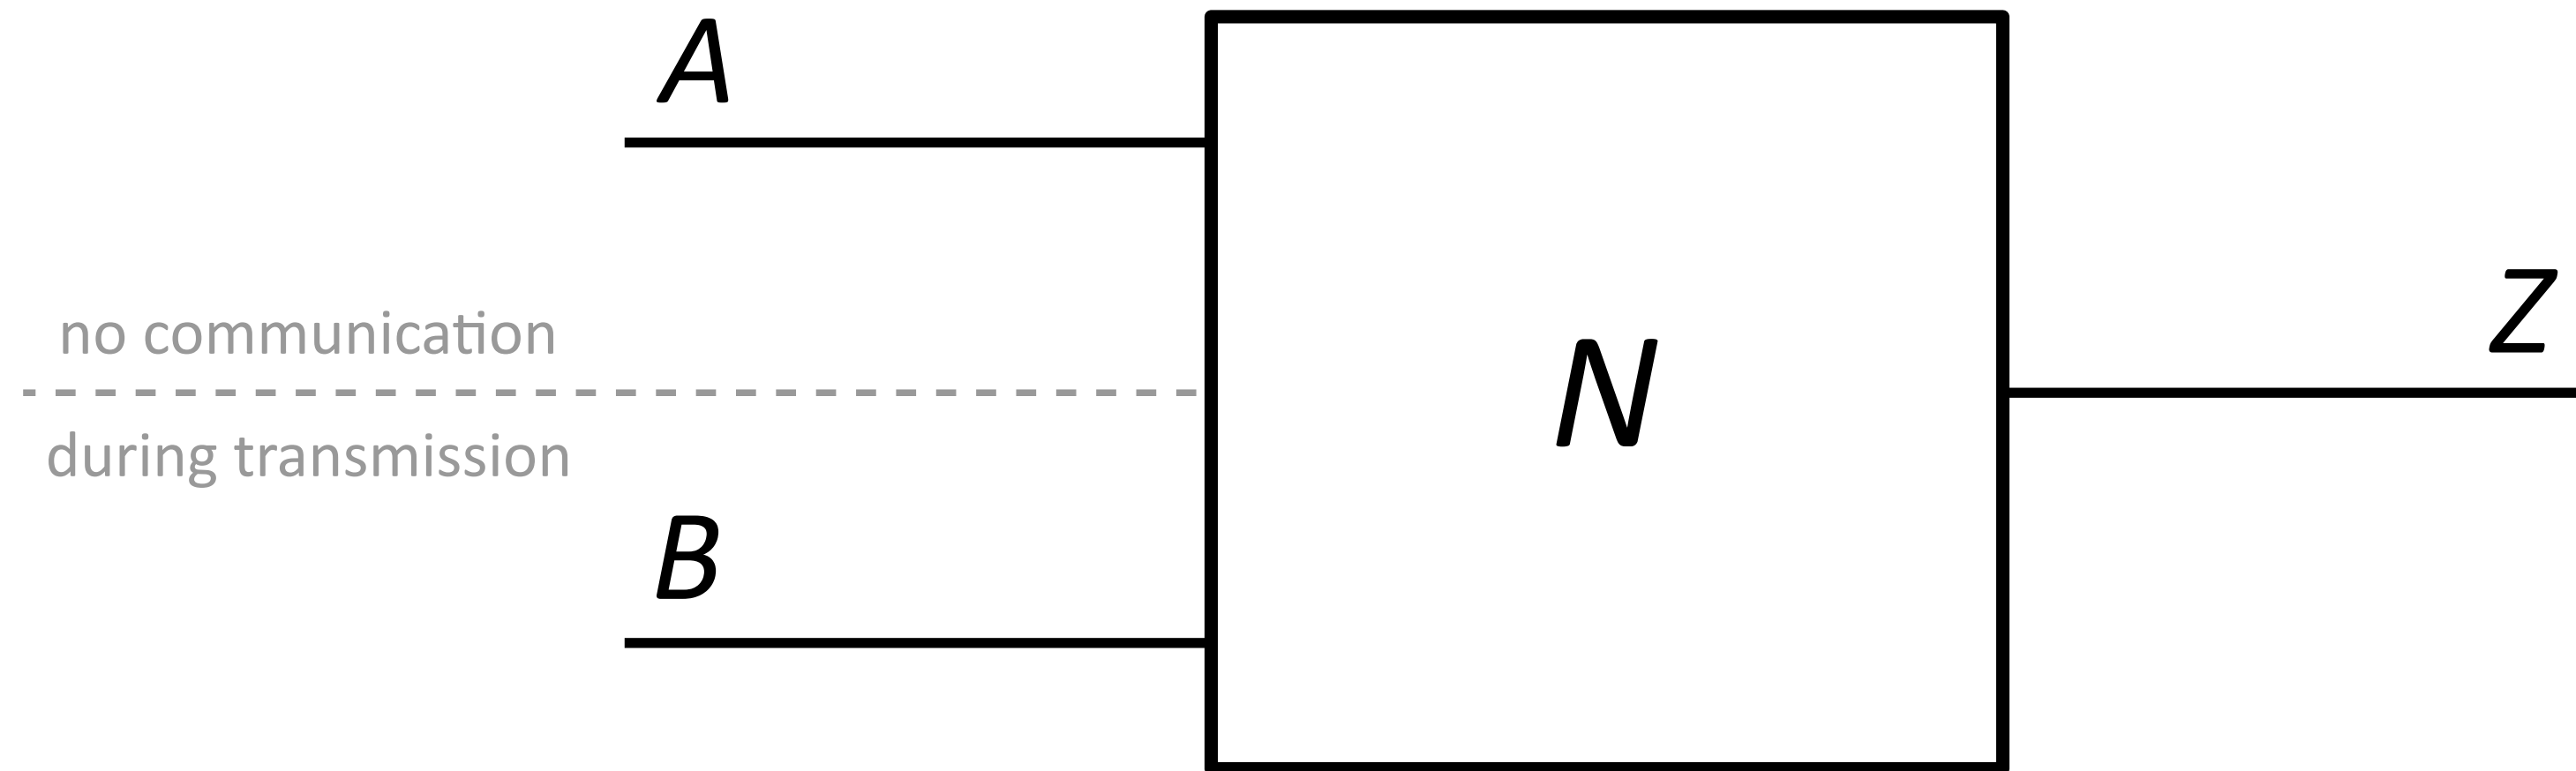 A
no communication
during transmission
B
N
Z